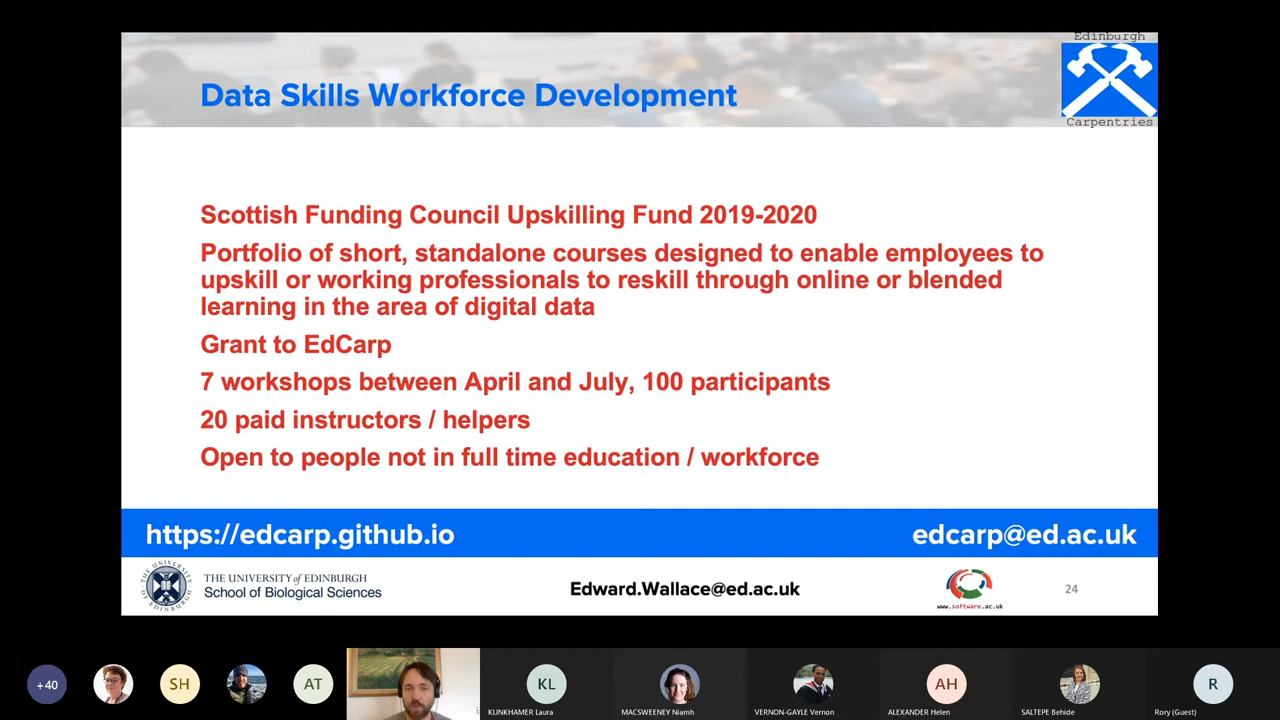 Edinburgh
Data Skills Workforce Development
Carpentries
Scottish Funding Council Upskilling Fund 2019-2020
Portfolio of short, standalone courses designed to enable employees to
upskill or working professionals to reskill through online or blended
learning in the area of digital data
Grant to EdCarp
7 workshops between April and July, 100 participants
20 paid instructors / helpers
Open to people not in full time education / workforce
https://edcarp.github.io
edcarp@ed.ac.uk
THE UNIVERSITY of EDINBURGH
School of Biological Sciences
Edward.Wallace@ed.ac.uk
www.software.ac.uk
24
+40
SH
AT
KL
AH
R
KLINKHAMER Laura
MACSWEENEY Niamh
VERNON-GAYLE Vernon
ALEXANDER Helen
SALTEPE Behide
Rory (Guest)